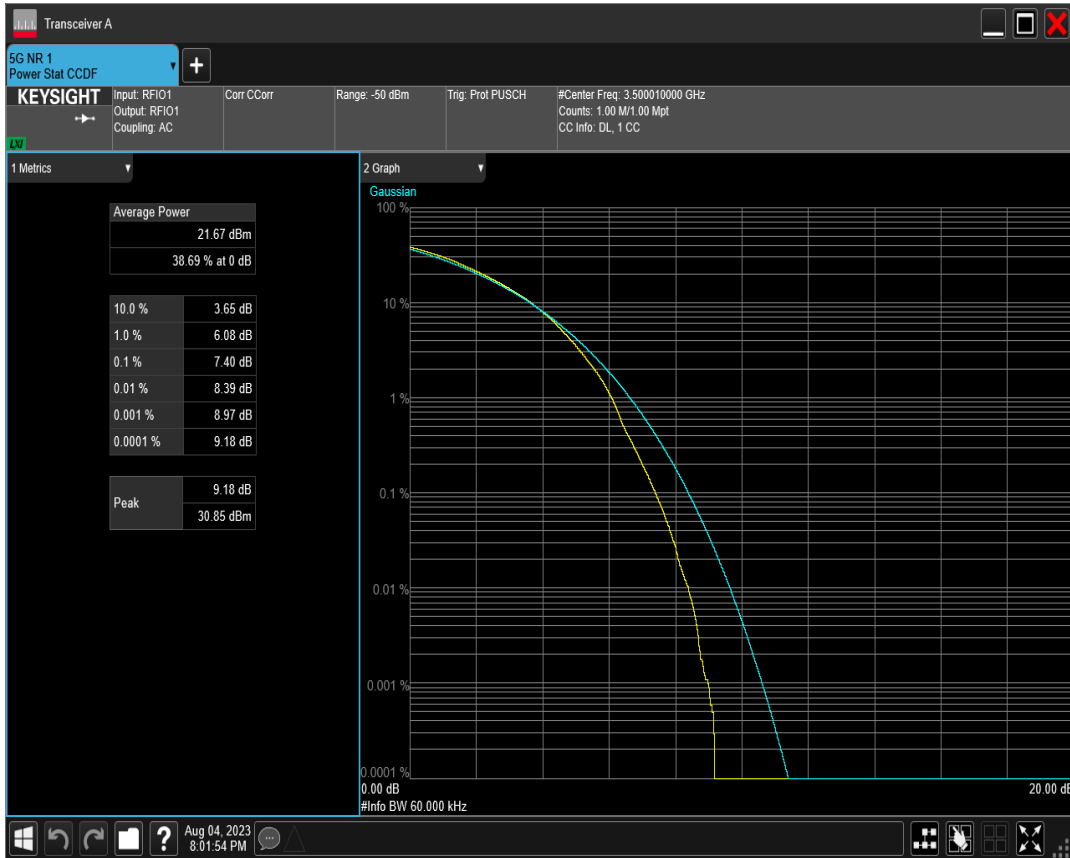 Transceiver A
5G NR 1
Power Stat CCDF
KEYSIGHT
LXI
Input: RFIO1
Output: RFIO1
Coupling: AC
Corr CCorr
Range: -50 dBm
Trig: Prot PUSCH
#Center Freq: 3.500010000 GHz
Counts: 1.00 M/1.00 Mpt
CC Info: DL, 1 CC
1 Metrics
Average Power
21.67 dBm
38.69 % at 0 dB
10.0 % 3.65 dB
1.0 % 6.08 dB
0.1 % 7.40 dB
0.01 % 8.39 dB
0.001 % 8.97 dB
0.0001 % 9.18 dB
Peak
9.18 dB
30.85 dBm
2 Graph
Gaussian
100 %
10 %
1 %
0.1 %
0.01 %
0.001 %
0.0001 %
0.00 dB 20.00 dB
#Info BW 60.000 kHz
Aug 04, 2023
8:01:54 PM